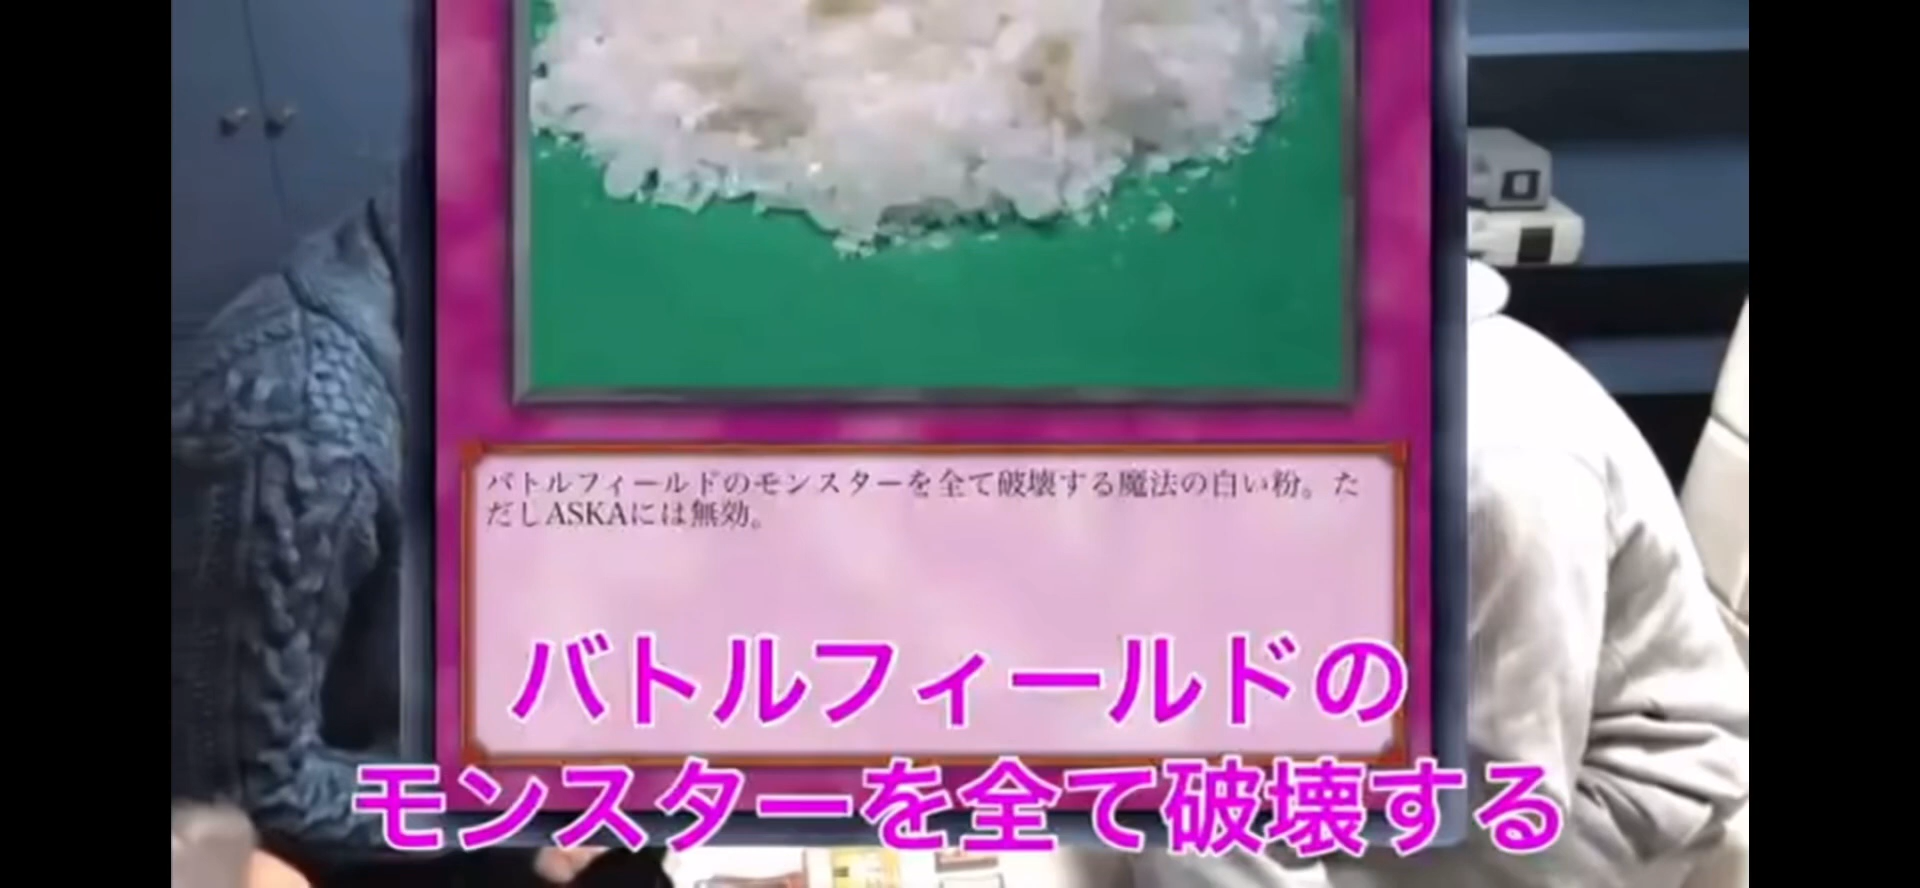 バトルフィールドのモンスターを全て破壊する魔法の白い粉。た
だしASKAには無効。
バトルフィールドの
モンスターを全て破壊する